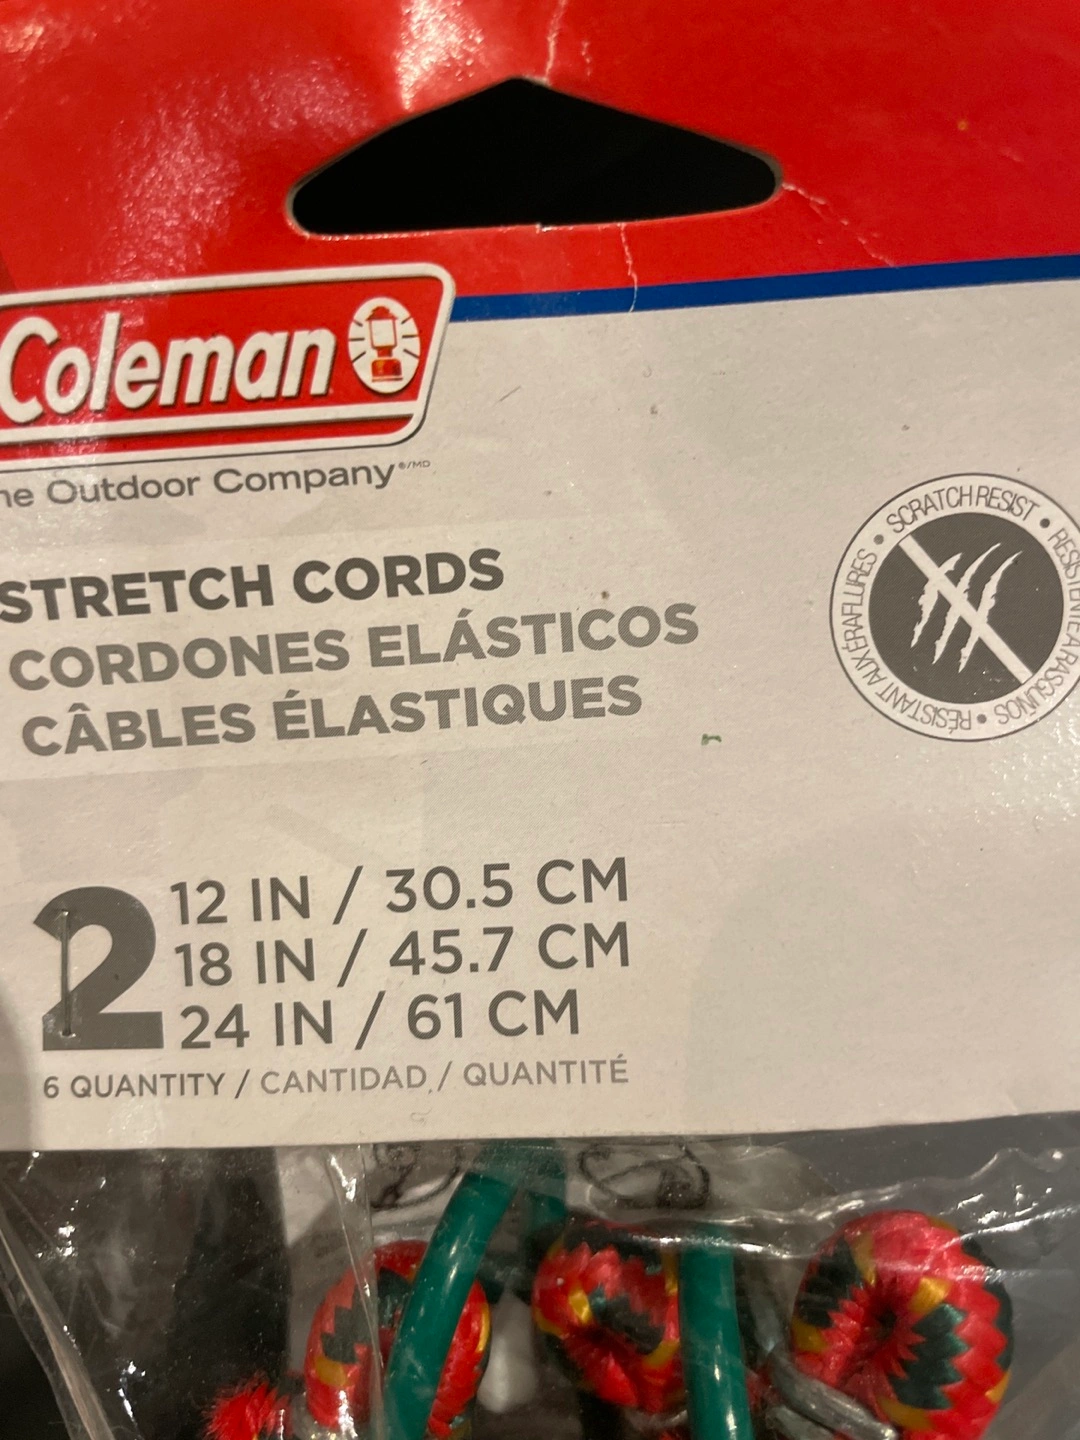 Coleman
Outdoor Company®/MD
SCRATCH RESIST • RÉSISTANT AUX ÉRAFLURES •
STRETCH CORDS
CORDONES ELÁSTICOS
CÂBLES ÉLASTIQUES
2
12 IN / 30.5 CM
18 IN / 45.7 CM
24 IN / 61 CM
6 QUANTITY / CANTIDAD / QUANTITÉ